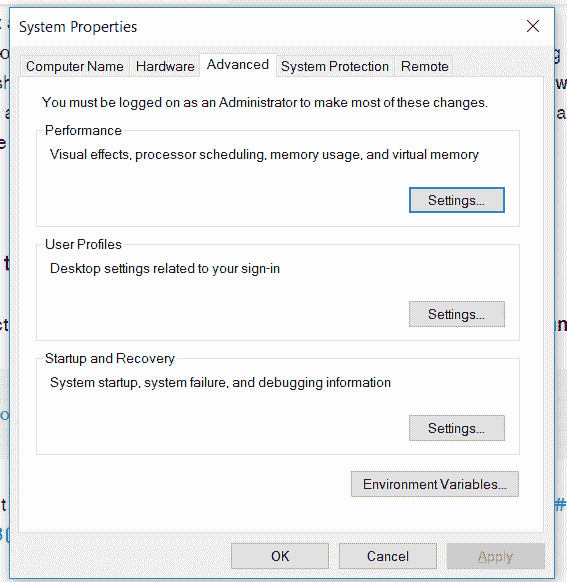 System Properties
Computer Name
Hardware
Advanced
System Protection
Remote
You must be logged on as an Administrator to make most of these changes.
Performance
Visual effects, processor scheduling, memory usage, and virtual memory
Settings...
User Profiles
Desktop settings related to your sign-in
Settings...
Startup and Recovery
System startup, system failure, and debugging information
Settings...
Environment Variables...
OK
Cancel
Apply